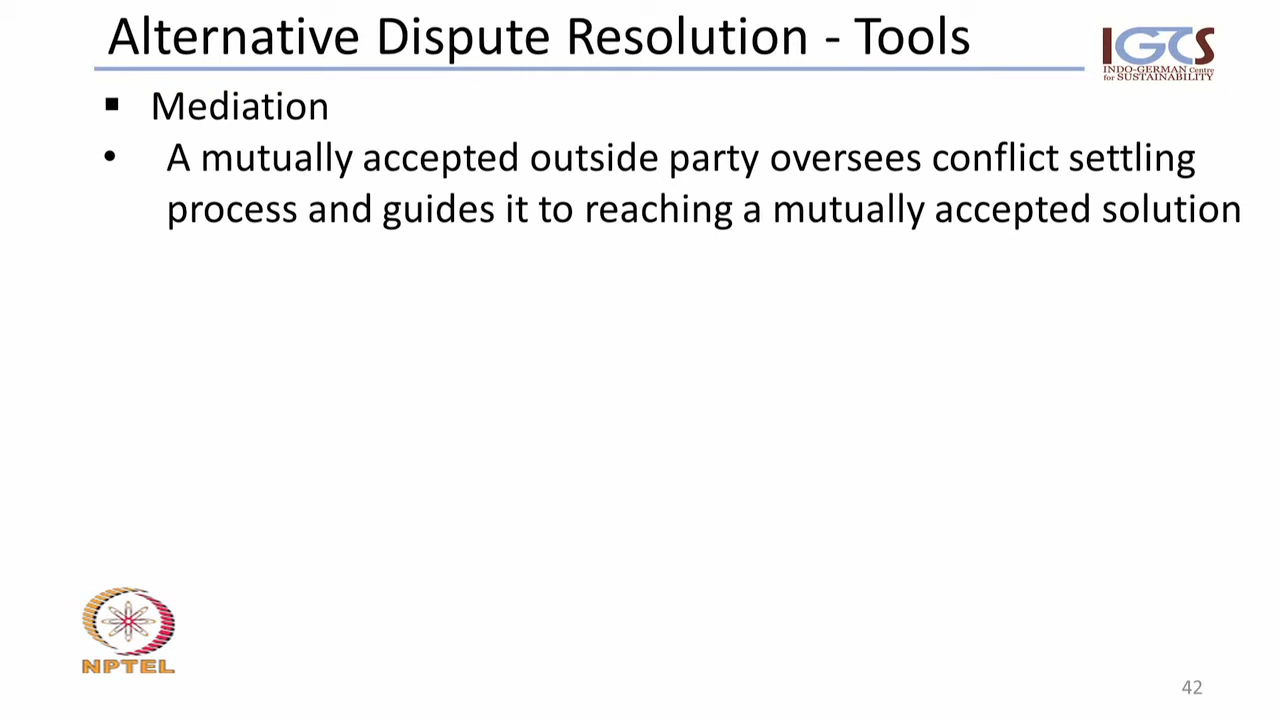 Alternative Dispute Resolution - Tools
IGCS
INDO-GERMAN Centre
for SUSTAINABILITY
▪ Mediation
• A mutually accepted outside party oversees conflict settling
process and guides it to reaching a mutually accepted solution
NPTEL
42